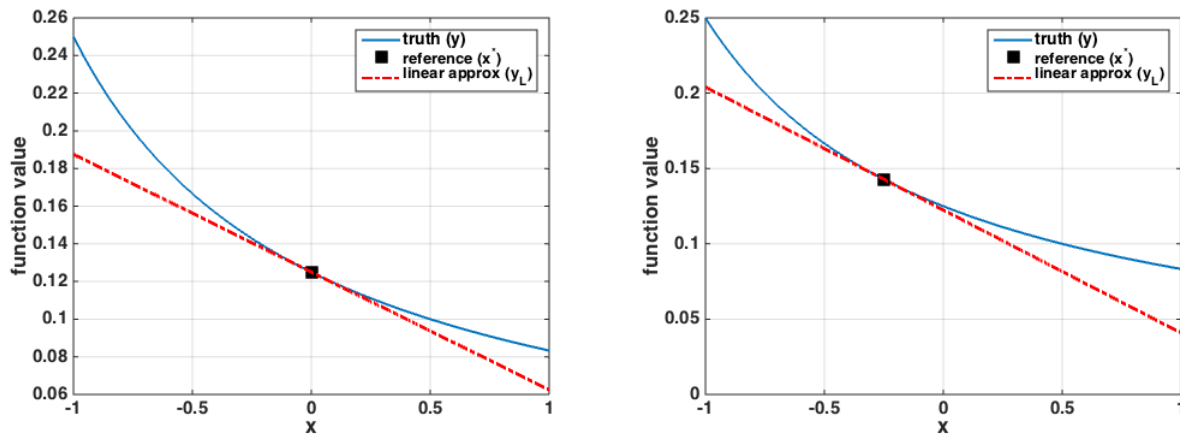 0.26
0.24
0.22
0.2
0.18
0.16
0.14
0.12
0.1
0.08
0.06
function value
-1 -0.5 0 0.5 1
x
truth (y)
reference (x*)
linear approx (y_L)
0.25
0.2
0.15
0.1
0.05
0
function value
-1 -0.5 0 0.5 1
x
truth (y)
reference (x*)
linear approx (y_L)